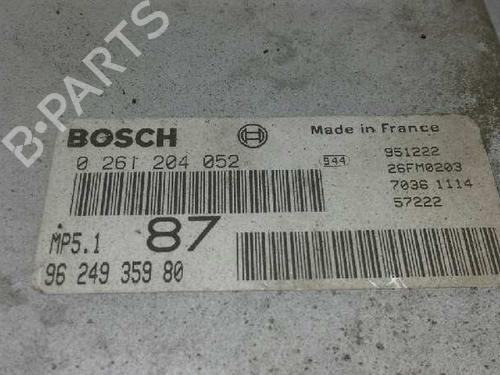 B-PARTS
BOSCH
Made in France
0 261 204 052
544
951222
26FM0203
7036 1114
57222
MP5.1
87
96 249 359 80